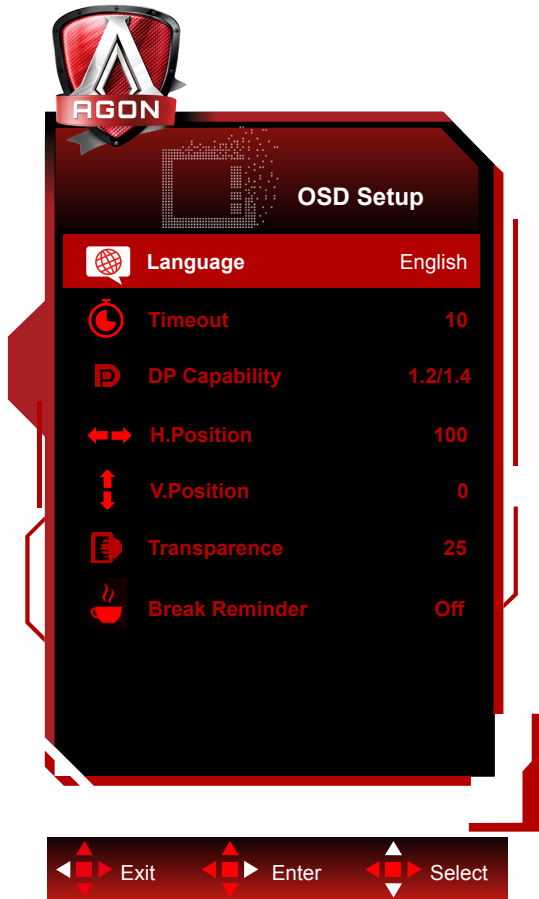 AGON
OSD Setup
Language English
Timeout 10
DP Capability 1.2/1.4
H.Position 100
V.Position 0
Transparence 25
Break Reminder Off
Exit Enter Select